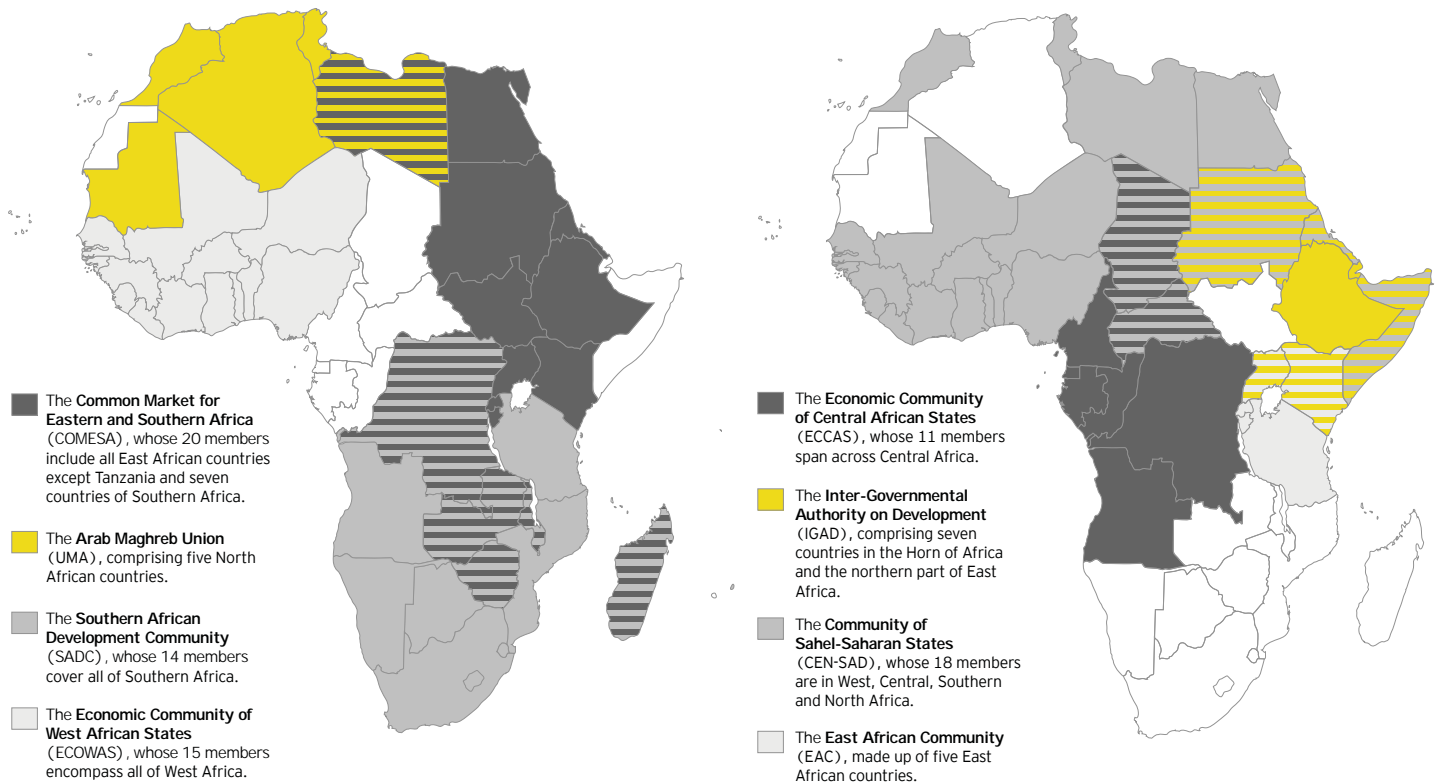 The Common Market for
Eastern and Southern Africa
(COMESA), whose 20 members
include all East African countries
except Tanzania and seven
countries of Southern Africa.
The Arab Maghreb Union
(UMA), comprising five North
African countries.
The Southern African
Development Community
(SADC), whose 14 members
cover all of Southern Africa.
The Economic Community of
West African States
(ECOWAS), whose 15 members
encompass all of West Africa.
The Economic Community
of Central African States
(ECCAS), whose 11 members
span across Central Africa.
The Inter-Governmental
Authority on Development
(IGAD), comprising seven
countries in the Horn of Africa
and the northern part of East
Africa.
The Community of
Sahel-Saharan States
(CEN-SAD), whose 18 members
are in West, Central, Southern
and North Africa.
The East African Community
(EAC), made up of five East
African countries.